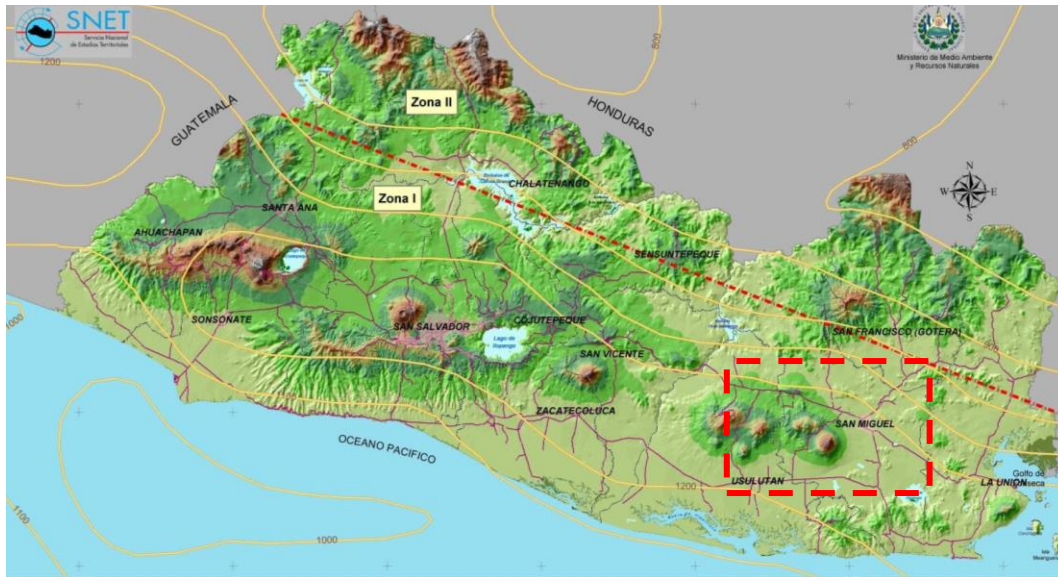 SNET
Servicio Nacional
de Estudios Territoriales
Ministerio de Medio Ambiente
y Recursos Naturales
1200
800
800
GUATEMALA
HONDURAS
Zona II
Zona I
N
W
E
S
CHALATENANGO
SANTA ANA
AHUACHAPAN
SENSUNTEPEQUE
SONSONATE
SAN SALVADOR
COJUTEPEQUE
Lago de
Ilopango
SAN FRANCISCO (GOTERA)
SAN VICENTE
ZACATECOLUCA
SAN MIGUEL
1000
OCEANO PACIFICO
USULUTAN
1200
LA UNION
Golfo de
1100
1000